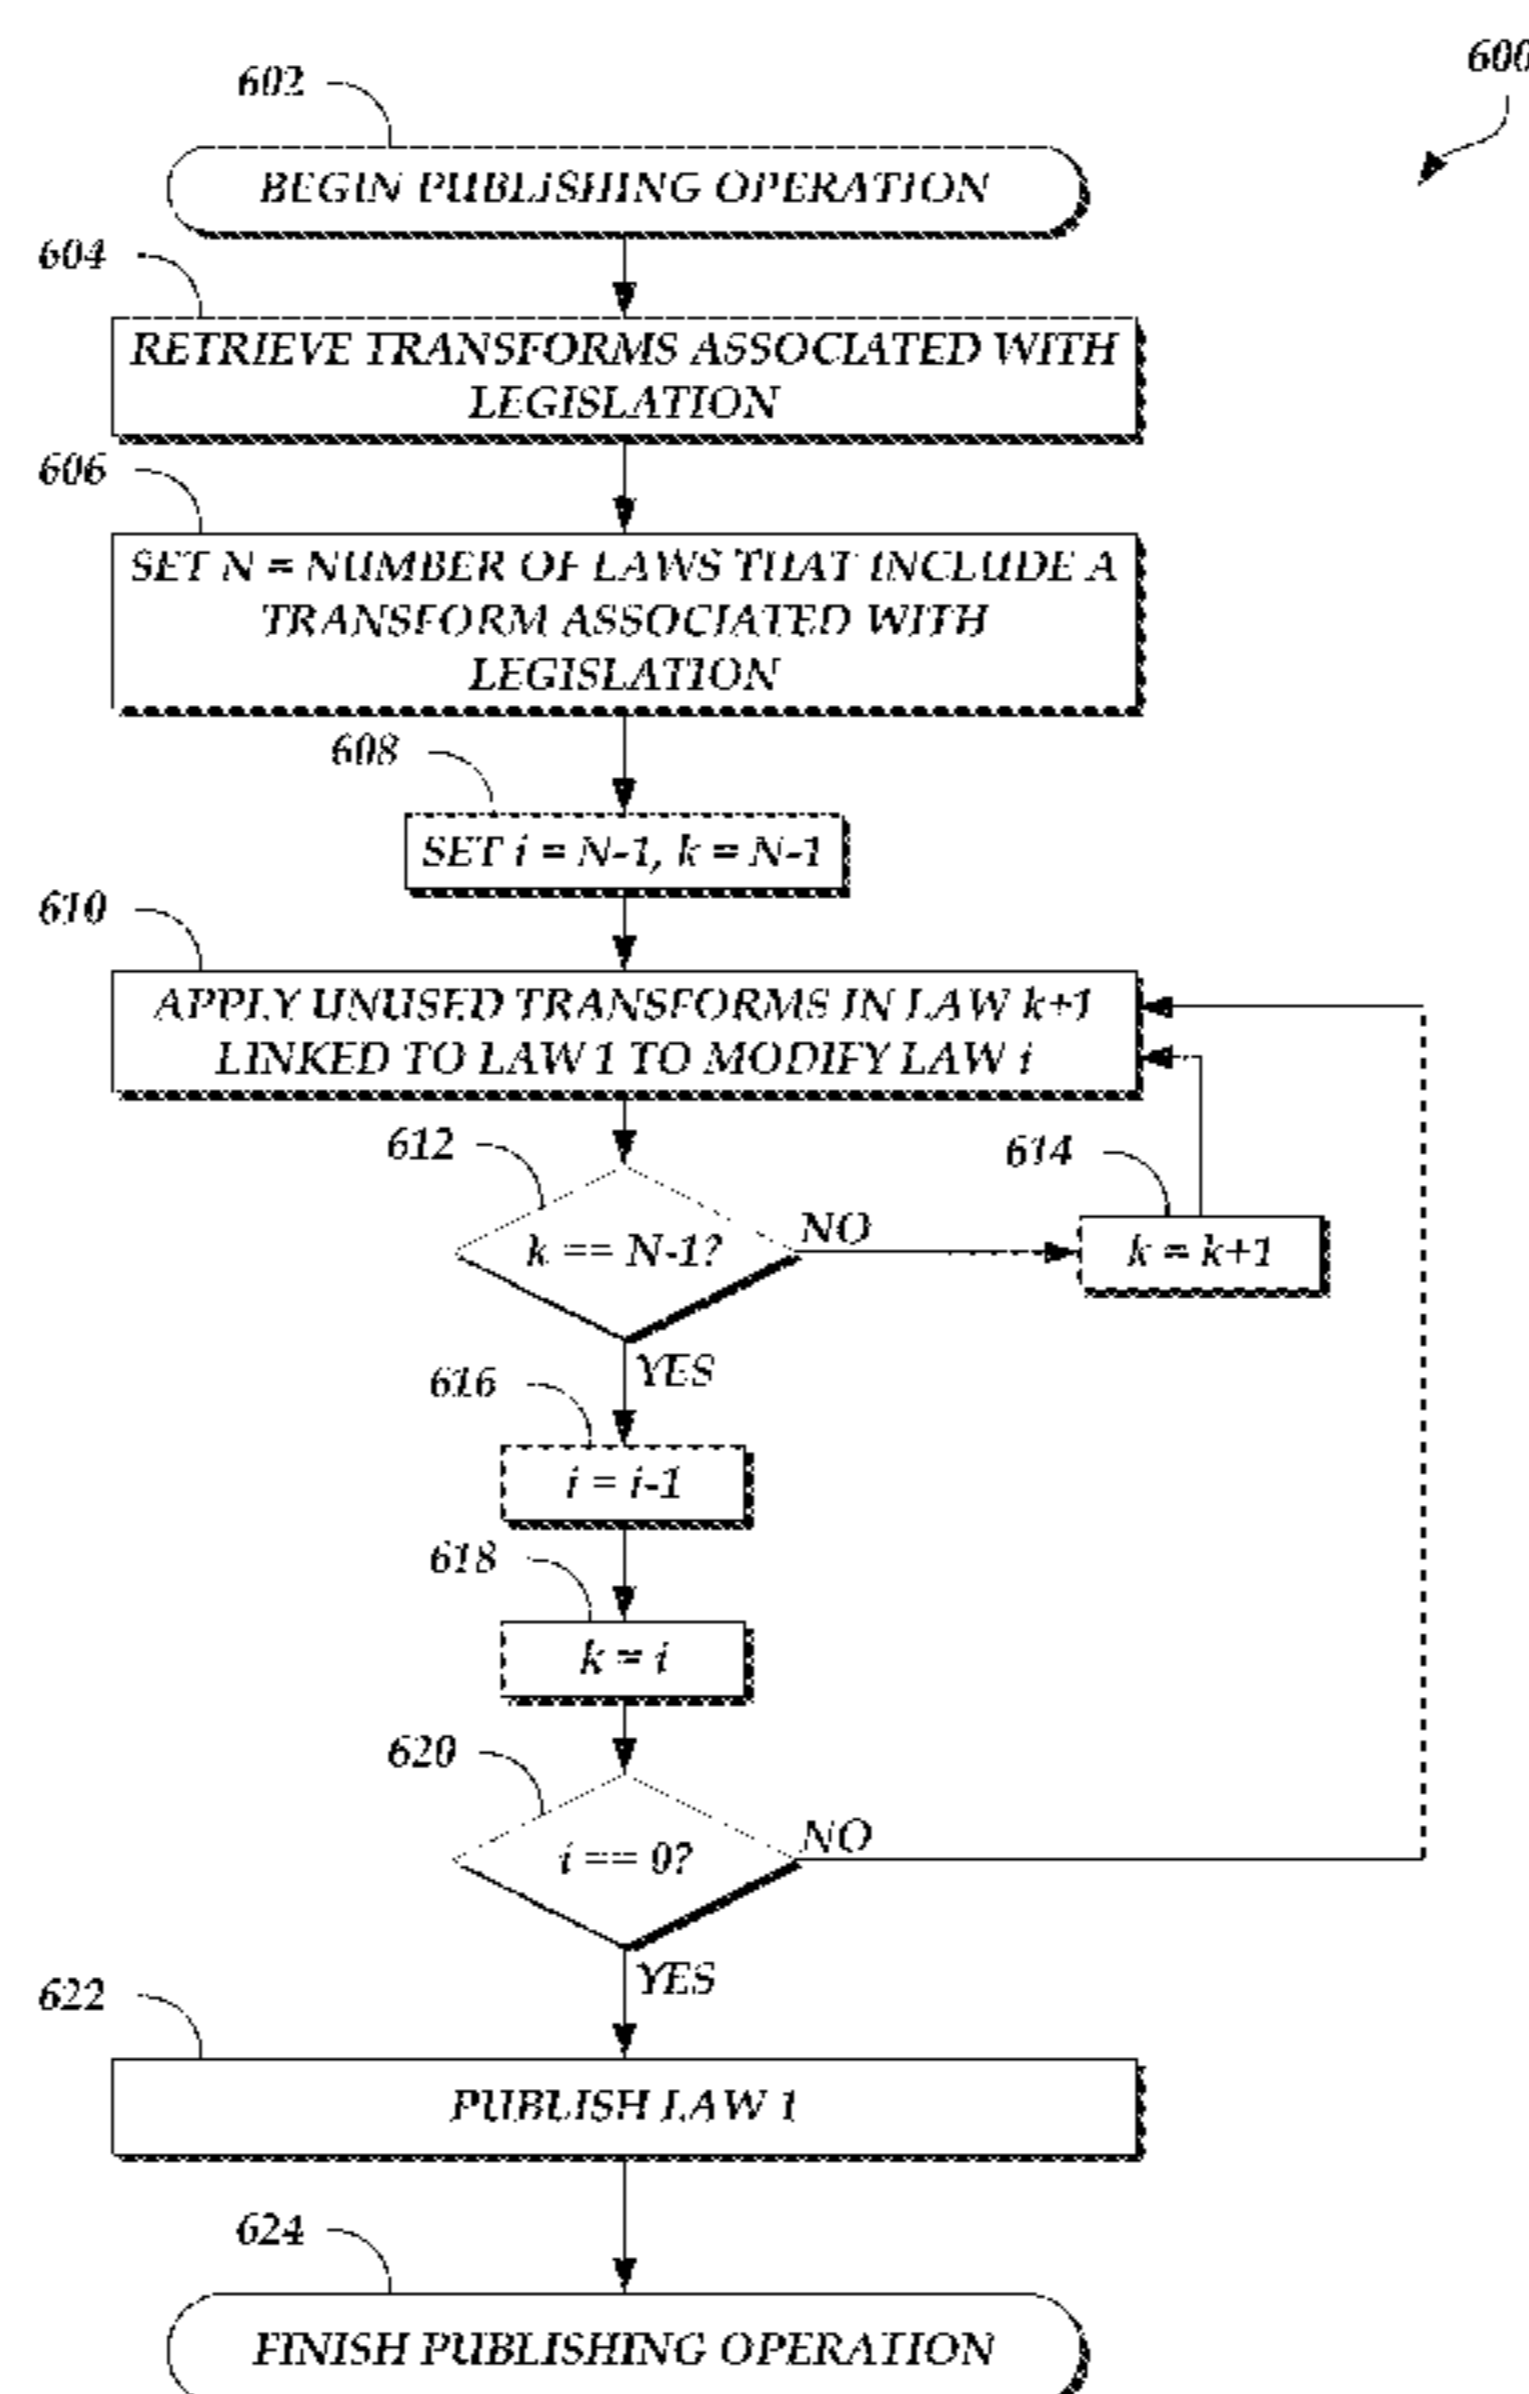 600
602
BEGIN PUBLISHING OPERATION
604
RETRIEVE TRANSFORMS ASSOCIATED WITH
LEGISLATION
606
SET N = NUMBER OF LAWS THAT INCLUDE A
TRANSFORM ASSOCIATED WITH
LEGISLATION
608
SET i = N-1, k = N-1
610
APPLY UNUSED TRANSFORMS IN LAW k+1
LINKED TO LAW 1 TO MODIFY LAW i
612
614
k == N-1?
NO
k = k+1
YES
616
i = i-1
618
k = i
620
i == 0?
NO
YES
622
PUBLISH LAW 1
624
FINISH PUBLISHING OPERATION